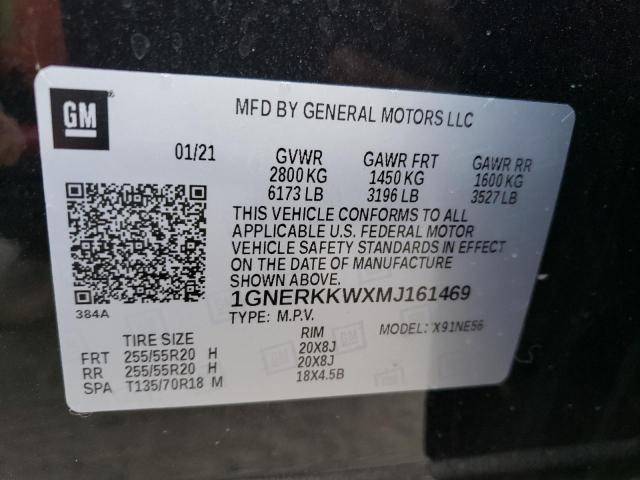 GM
MFD BY GENERAL MOTORS LLC
01/21 GVWR GAWR FRT GAWR RR
2800 KG 1450 KG 1600 KG
6173 LB 3196 LB 3527 LB
THIS VEHICLE CONFORMS TO ALL
APPLICABLE U.S. FEDERAL MOTOR
VEHICLE SAFETY STANDARDS IN EFFECT
ON THE DATE OF MANUFACTURE
SHOWN ABOVE.
384A
1GNERKKWXMJ161469
TYPE: M.P.V. MODEL: X91NE56
TIRE SIZE RIM
FRT 255/55R20 H 20X8J
RR 255/55R20 H 20X8J
SPA T135/70R18 M 18X4.5B